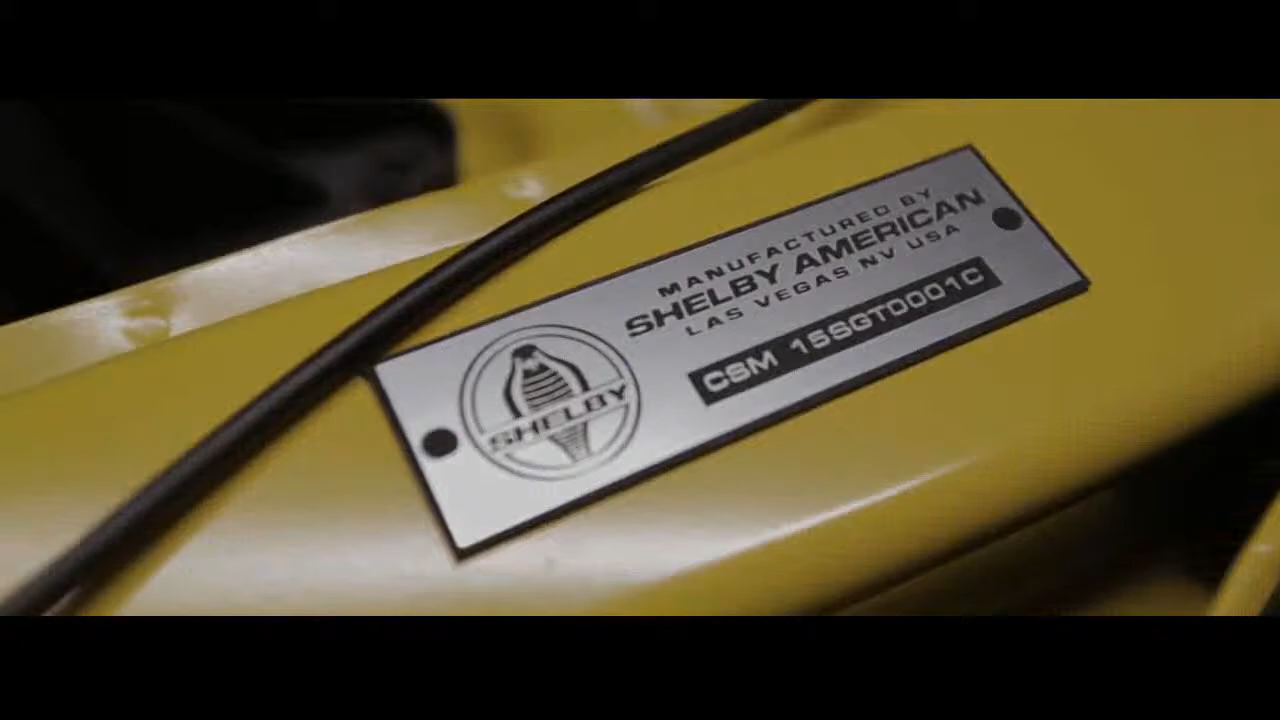 MANUFACTURED BY
SHELBY AMERICAN
LAS VEGAS NV USA
CSM 15SGT0001C
SHELBY